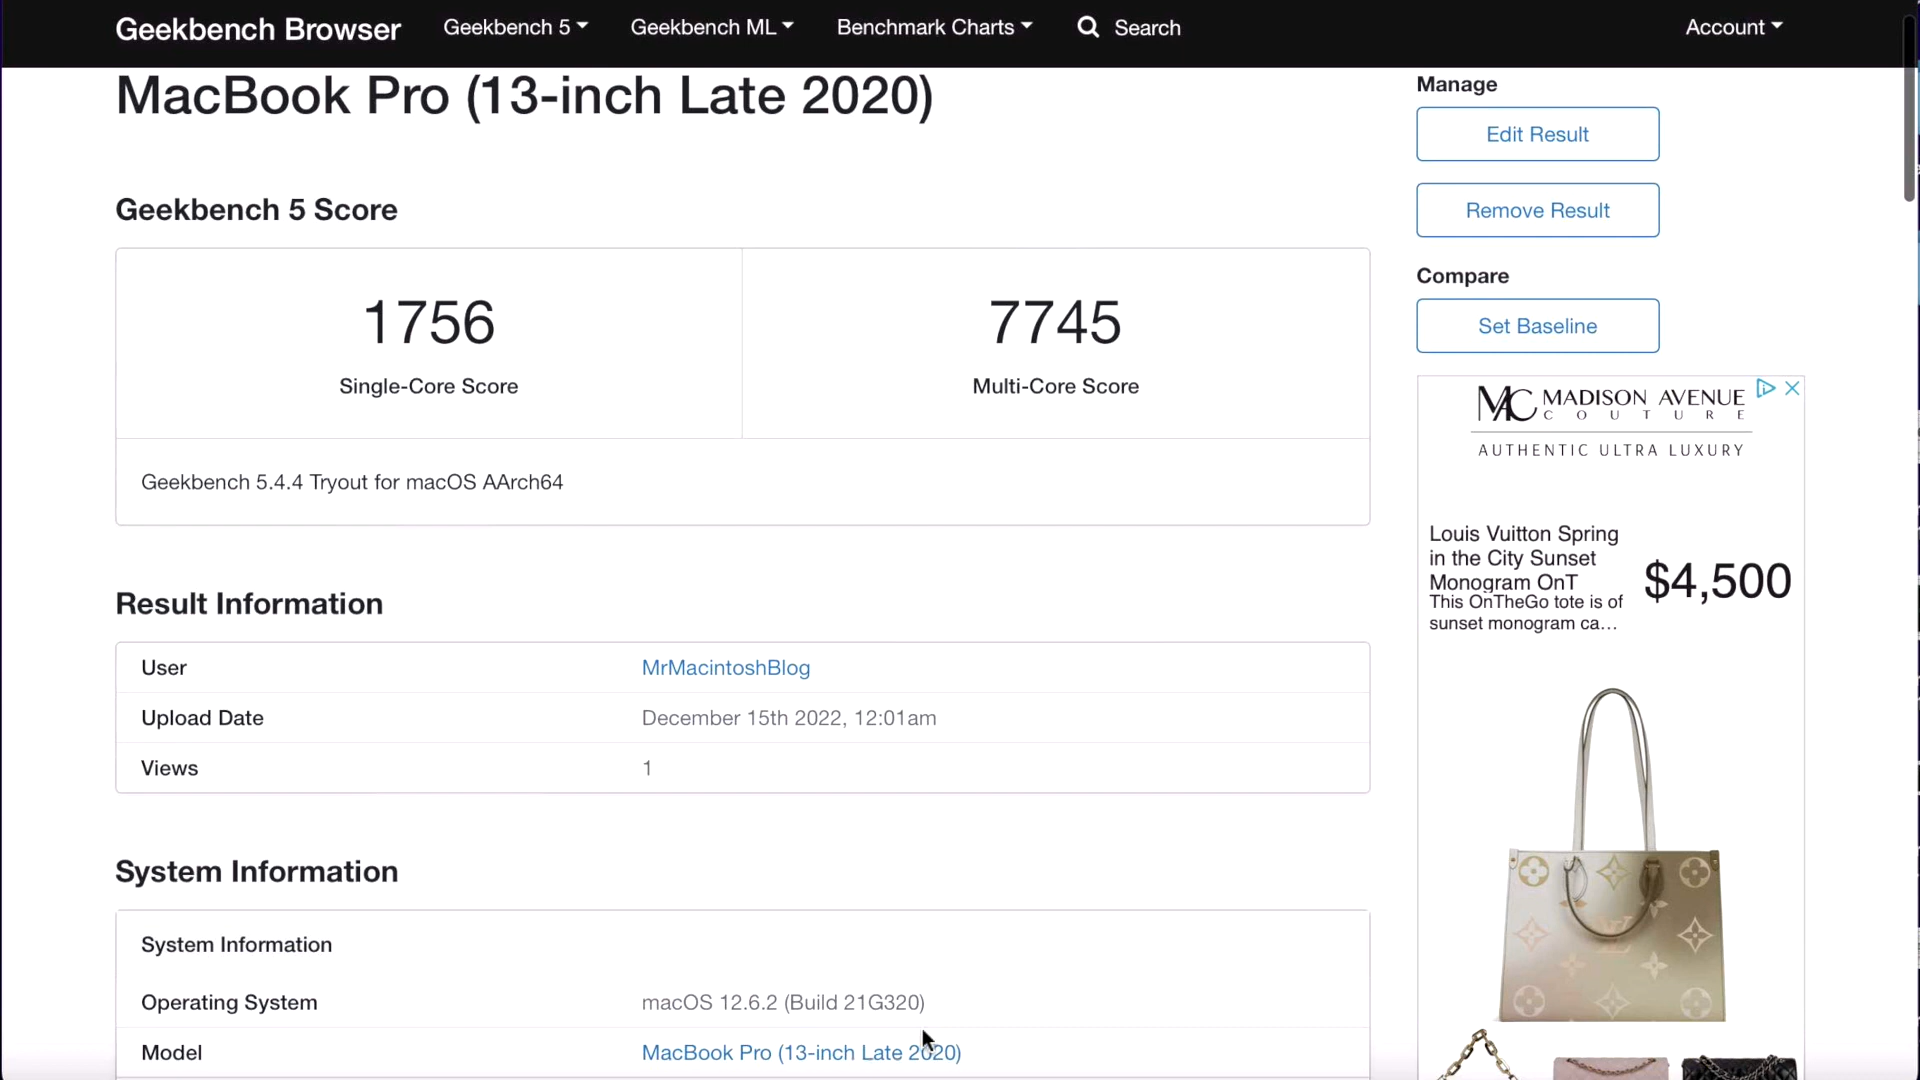 Geekbench Browser
Geekbench 5
Geekbench ML
Benchmark Charts
Search
Account
MacBook Pro (13-inch Late 2020)
Geekbench 5 Score
1756
Single-Core Score
7745
Multi-Core Score
Geekbench 5.4.4 Tryout for macOS AArch64
Result Information
User MrMacintoshBlog
Upload Date December 15th 2022, 12:01am
Views 1
System Information
System Information
Operating System macOS 12.6.2 (Build 21G320)
Model MacBook Pro (13-inch Late 2020)
Manage
Edit Result
Remove Result
Compare
Set Baseline
MAC MADISON AVENUE
COUTURE
AUTHENTIC ULTRA LUXURY
Louis Vuitton Spring
in the City Sunset
Monogram OnT
This OnTheGo tote is of
sunset monogram ca...
$4,500